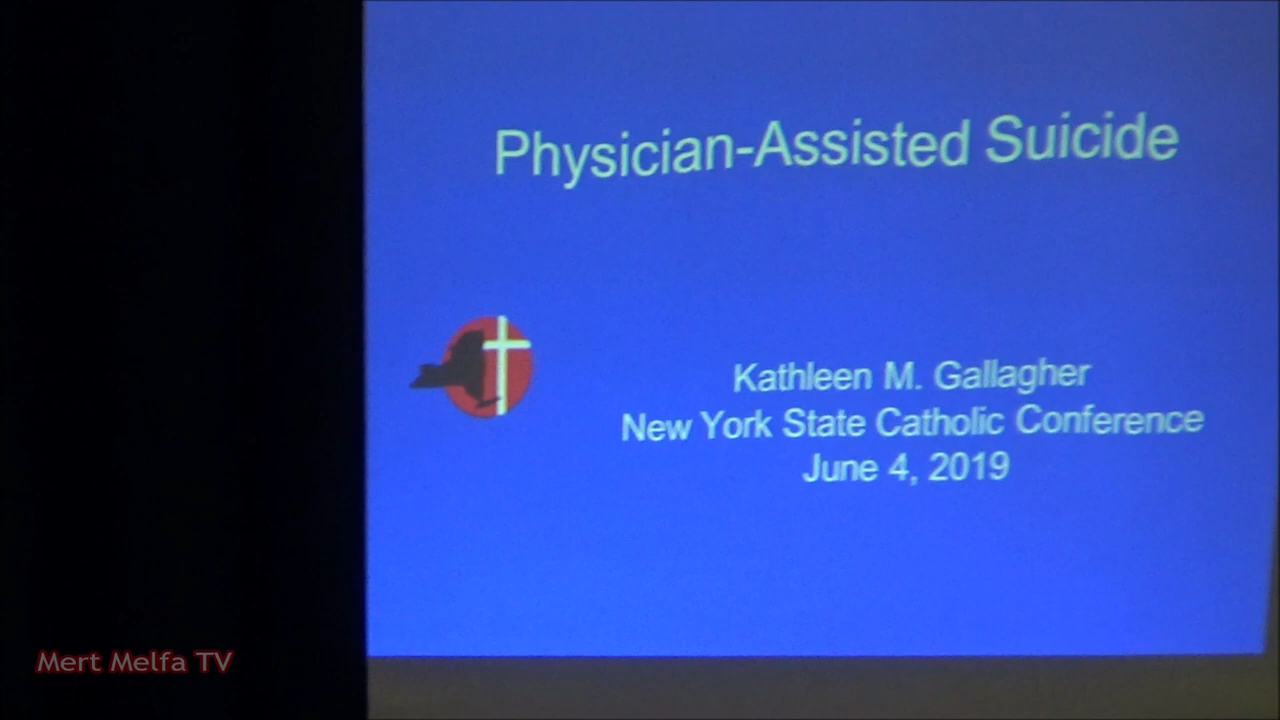 Physician-Assisted Suicide
Kathleen M. Gallagher
New York State Catholic Conference
June 4, 2019
Mert Melfa TV